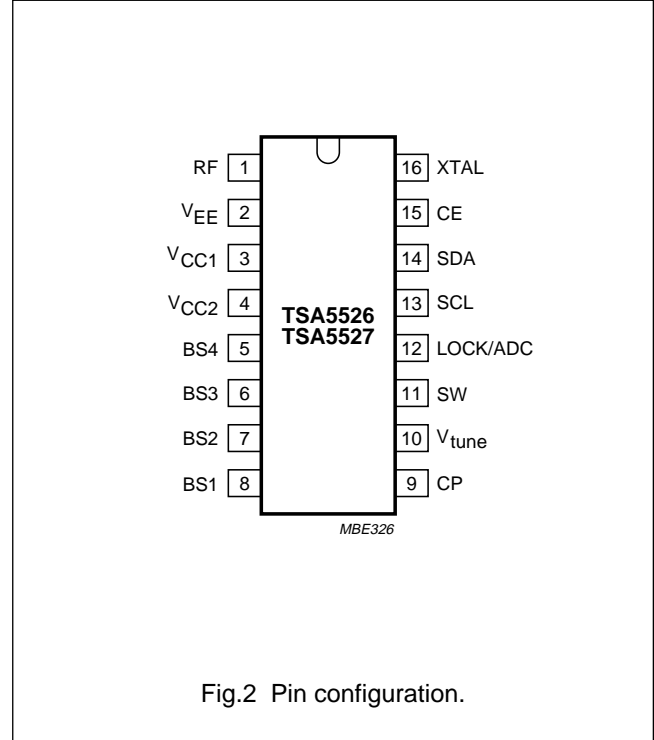 RF 1 16 XTAL
VEE 2 15 CE
VCC1 3 14 SDA
VCC2 4 13 SCL
TSA5526
TSA5527
BS4 5 12 LOCK/ADC
BS3 6 11 SW
BS2 7 10 Vtune
BS1 8 9 CP
MBE326
Fig.2 Pin configuration.